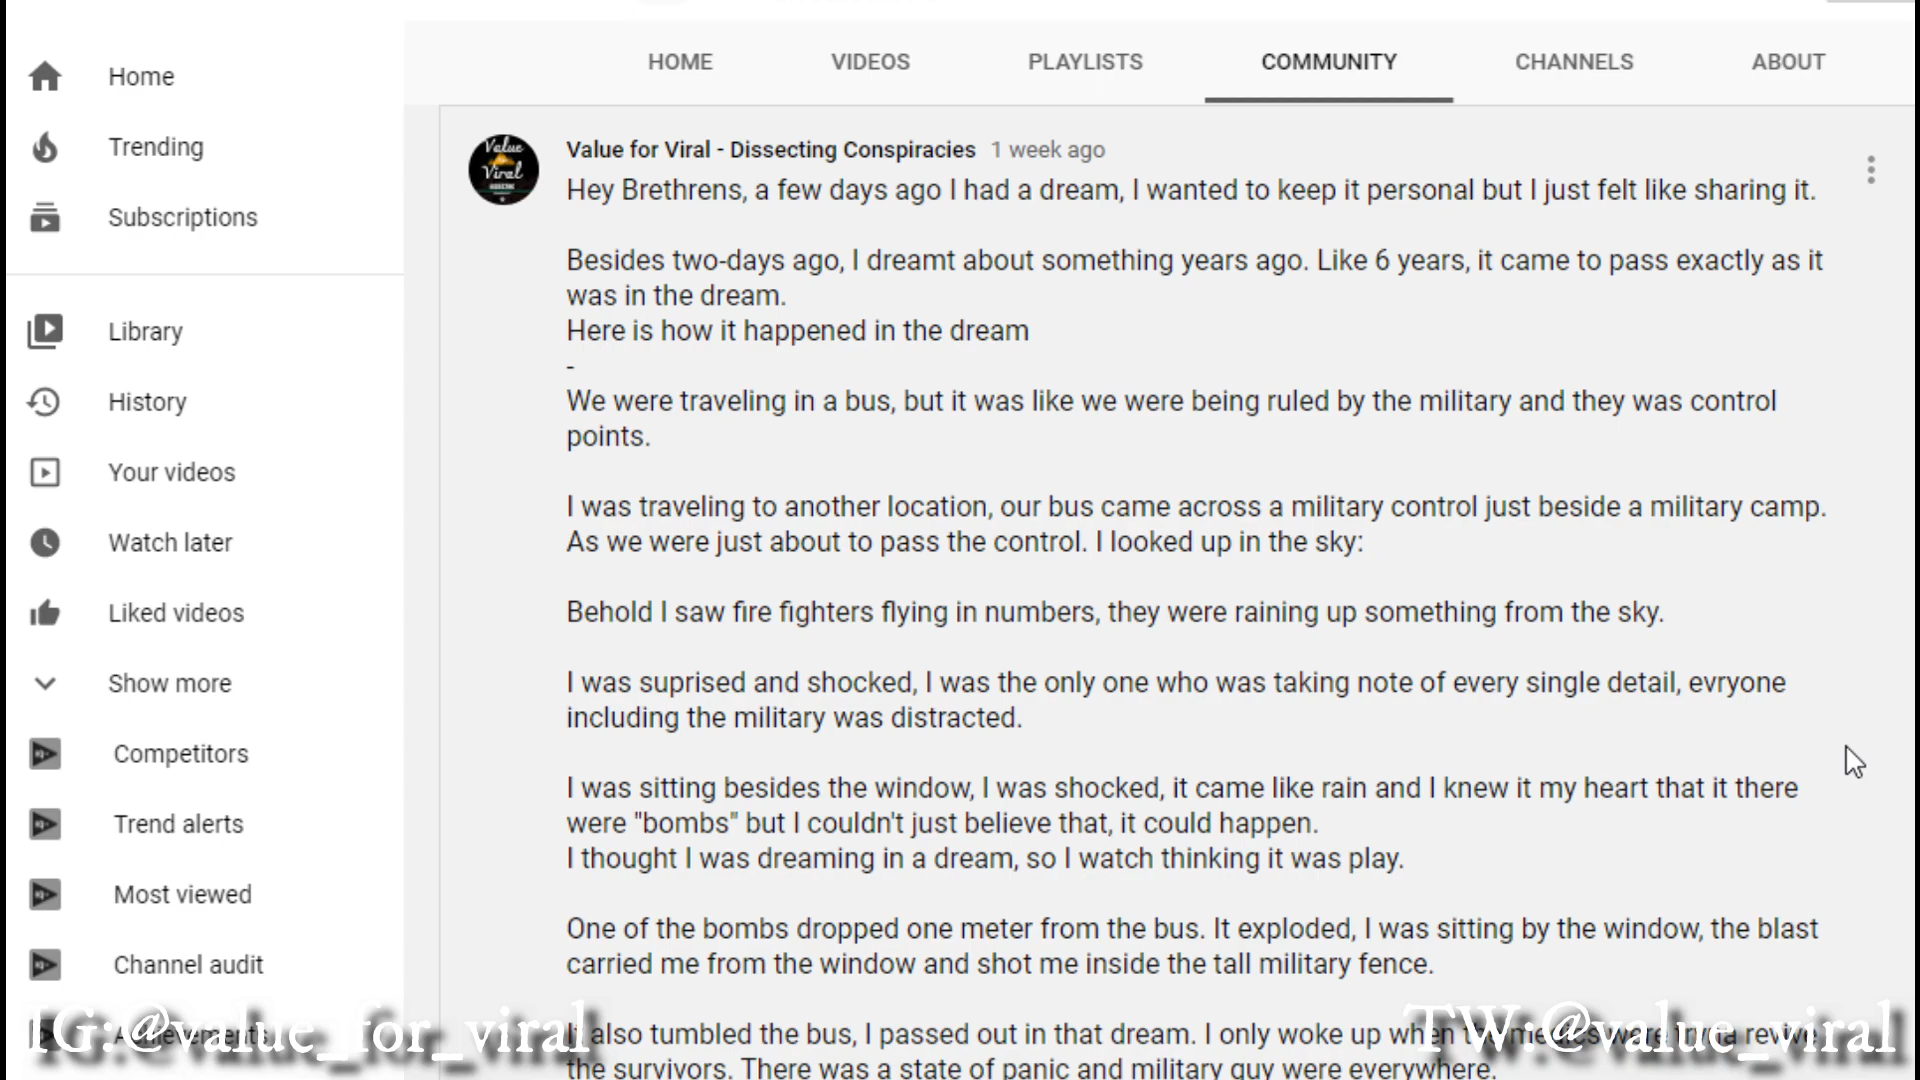 HOME VIDEOS PLAYLISTS COMMUNITY CHANNELS ABOUT
Home
Trending
Subscriptions
Library
History
Your videos
Watch later
Liked videos
Show more
Competitors
Trend alerts
Most viewed
Channel audit
Achievements
Value for Viral
Value for Viral - Dissecting Conspiracies 1 week ago
Hey Brethrens, a few days ago I had a dream, I wanted to keep it personal but I just felt like sharing it.
Besides two-days ago, I dreamt about something years ago. Like 6 years, it came to pass exactly as it
was in the dream.
Here is how it happened in the dream
-
We were traveling in a bus, but it was like we were being ruled by the military and they was control
points.
I was traveling to another location, our bus came across a military control just beside a military camp.
As we were just about to pass the control. I looked up in the sky:
Behold I saw fire fighters flying in numbers, they were raining up something from the sky.
I was suprised and shocked, I was the only one who was taking note of every single detail, evryone
including the military was distracted.
I was sitting besides the window, I was shocked, it came like rain and I knew it my heart that it there
were "bombs" but I couldn't just believe that, it could happen.
I thought I was dreaming in a dream, so I watch thinking it was play.
One of the bombs dropped one meter from the bus. It exploded, I was sitting by the window, the blast
carried me from the window and shot me inside the tall military fence.
It also tumbled the bus, I passed out in that dream. I only woke up when the medics were revive
the survivors. There was a state of panic and military guy were everywhere.
IG:@value_for_viral
TW:@value_viral